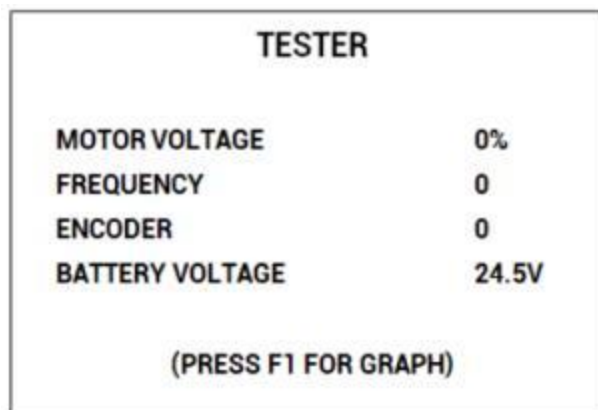 TESTER
MOTOR VOLTAGE 0%
FREQUENCY 0
ENCODER 0
BATTERY VOLTAGE 24.5V
(PRESS F1 FOR GRAPH)